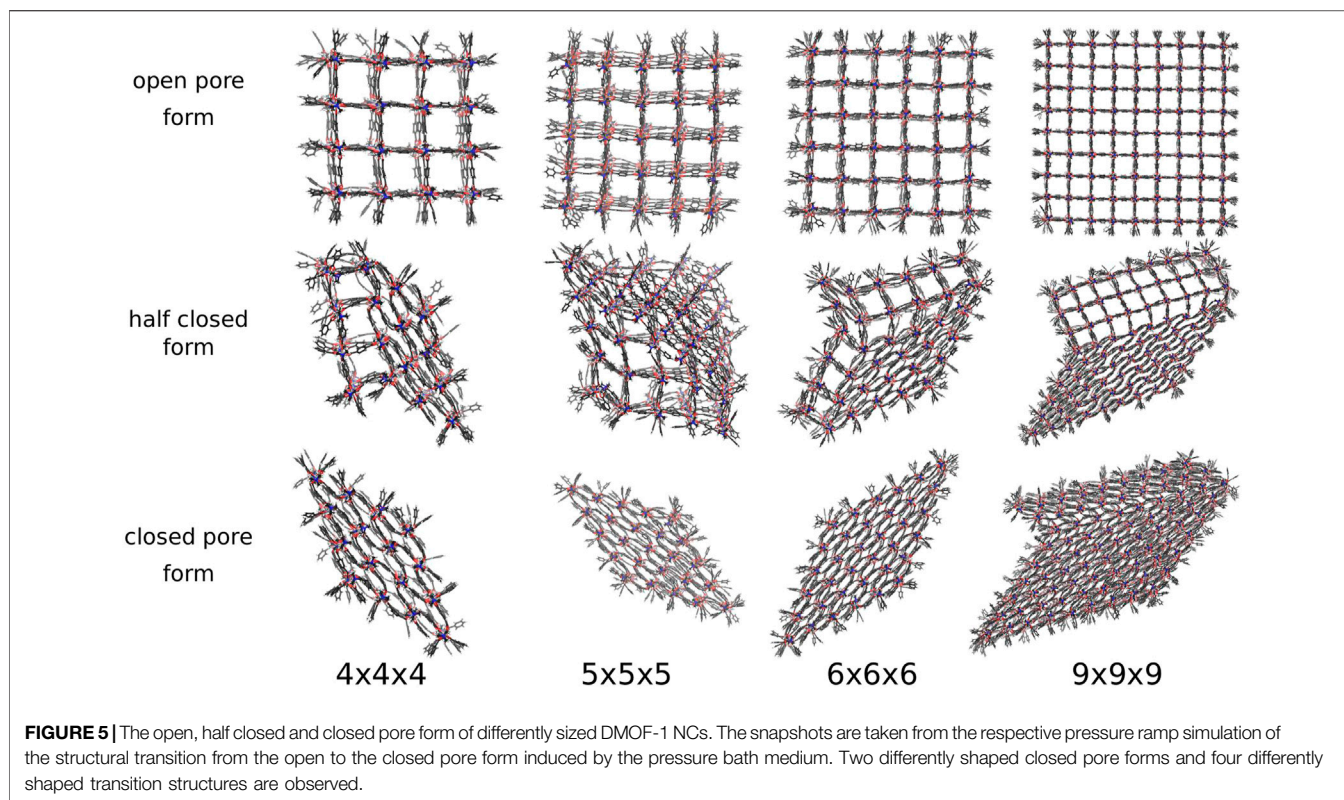 open pore
form
half closed
form
closed pore
form
4x4x4
5x5x5
6x6x6
9x9x9
FIGURE 5 | The open, half closed and closed pore form of differently sized DMOF-1 NCs. The snapshots are taken from the respective pressure ramp simulation of
the structural transition from the open to the closed pore form induced by the pressure bath medium. Two differently shaped closed pore forms and four differently
shaped transition structures are observed.